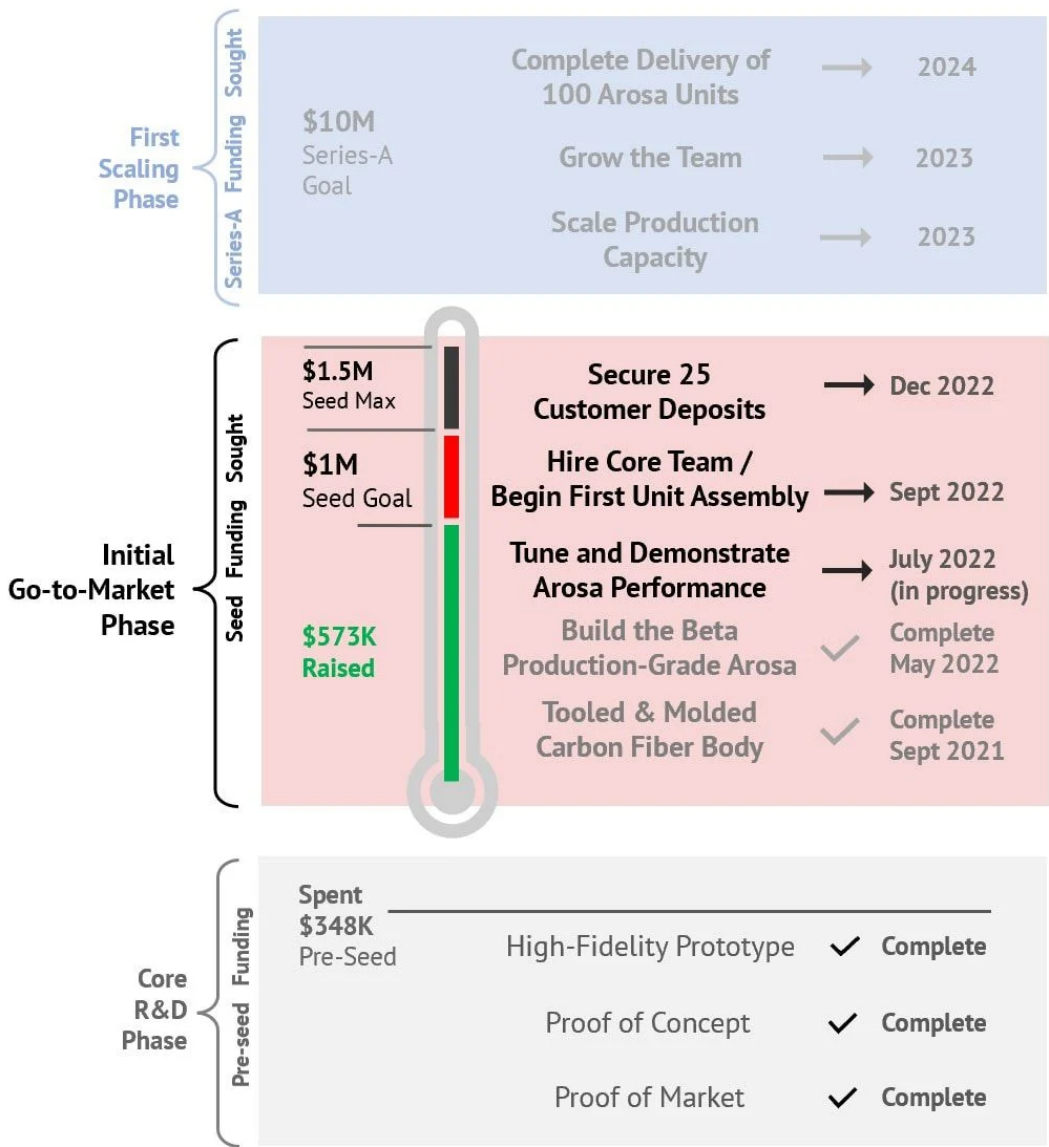 First
Scaling
Phase
Series-A Funding Sought
$10M
Series-A
Goal
Complete Delivery of
100 Arosa Units
2024
Grow the Team
2023
Scale Production
Capacity
2023
Initial
Go-to-Market
Phase
Seed Funding Sought
$1.5M
Seed Max
$1M
Seed Goal
$573K
Raised
Secure 25
Customer Deposits
Dec 2022
Hire Core Team /
Begin First Unit Assembly
Sept 2022
Tune and Demonstrate
Arosa Performance
July 2022
(in progress)
Build the Beta
Production-Grade Arosa
Complete
May 2022
Tooled & Molded
Carbon Fiber Body
Complete
Sept 2021
Core
R&D
Phase
Pre-seed Funding
Spent
$348K
Pre-Seed
High-Fidelity Prototype
Complete
Proof of Concept
Complete
Proof of Market
Complete